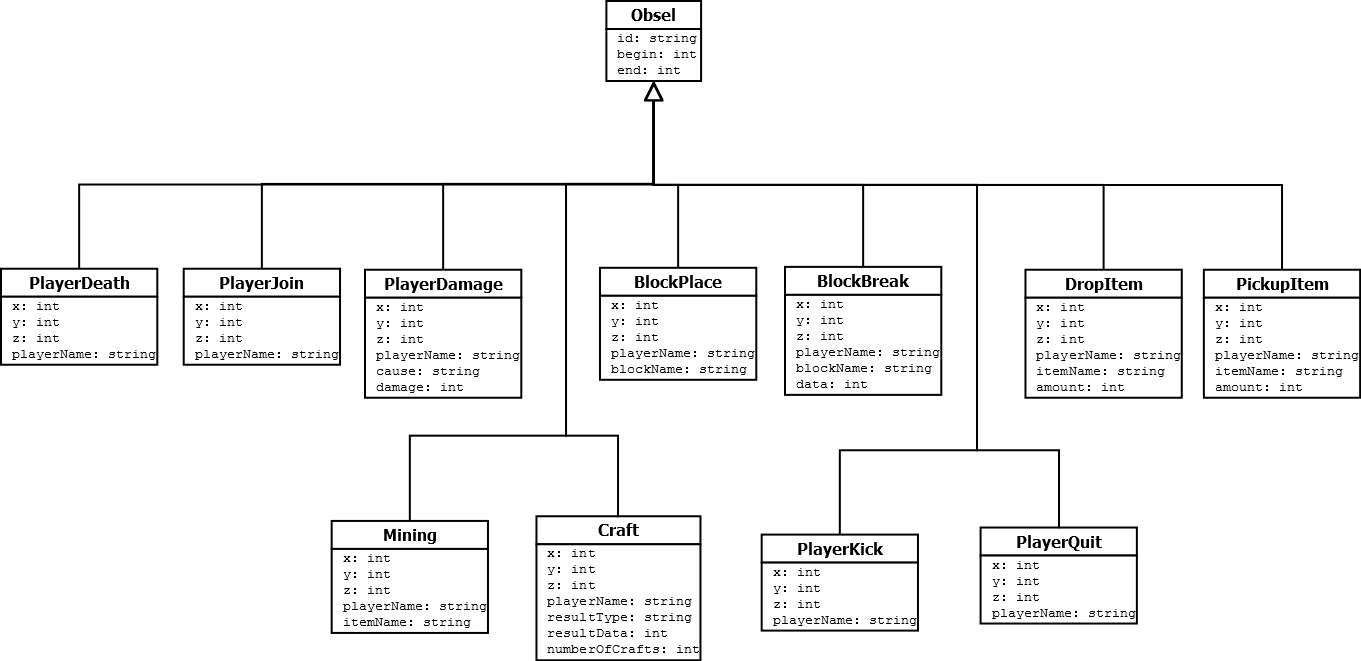 Obsel
id: string
begin: int
end: int
PlayerDeath
x: int
y: int
z: int
playerName: string
PlayerJoin
x: int
y: int
z: int
playerName: string
PlayerDamage
x: int
y: int
z: int
playerName: string
cause: string
damage: int
BlockPlace
x: int
y: int
z: int
playerName: string
blockName: string
BlockBreak
x: int
y: int
z: int
playerName: string
blockName: string
data: int
DropItem
x: int
y: int
z: int
playerName: string
itemName: string
amount: int
PickupItem
x: int
y: int
z: int
playerName: string
itemName: string
amount: int
Mining
x: int
y: int
z: int
playerName: string
itemName: string
Craft
x: int
y: int
z: int
playerName: string
resultType: string
resultData: int
numberOfCrafts: int
PlayerKick
x: int
y: int
z: int
playerName: string
PlayerQuit
x: int
y: int
z: int
playerName: string